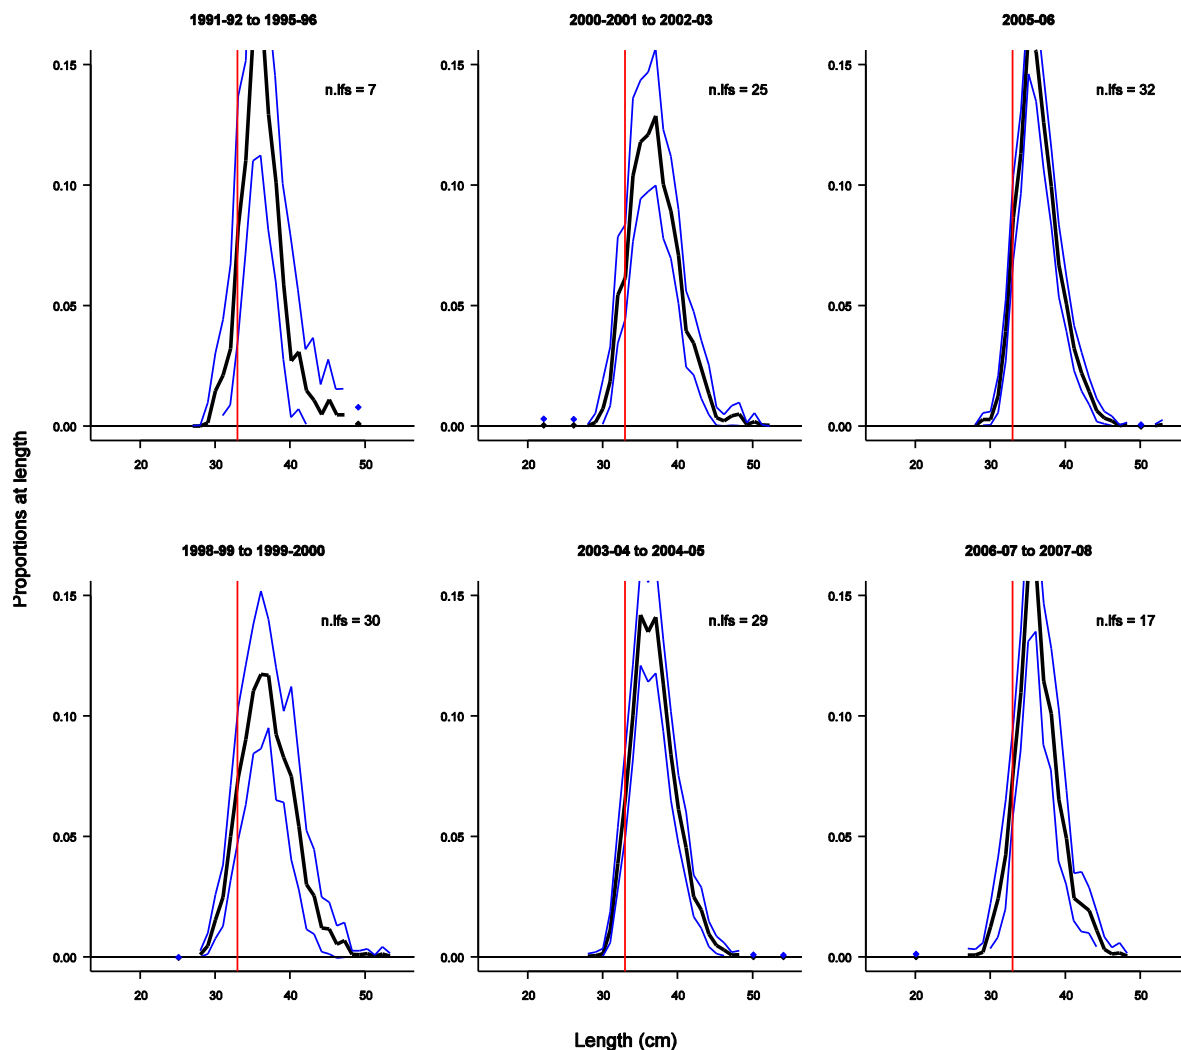 1991-92 to 1995-96
2000-2001 to 2002-03
2005-06
0.15
0.10
0.05
0.00
n.lfs = 7
20 30 40 50
0.15
0.10
0.05
0.00
n.lfs = 25
20 30 40 50
0.15
0.10
0.05
0.00
n.lfs = 32
20 30 40 50
Proportions at length
1998-99 to 1999-2000
2003-04 to 2004-05
2006-07 to 2007-08
0.15
0.10
0.05
0.00
n.lfs = 30
20 30 40 50
0.15
0.10
0.05
0.00
n.lfs = 29
20 30 40 50
0.15
0.10
0.05
0.00
n.lfs = 17
20 30 40 50
Length (cm)